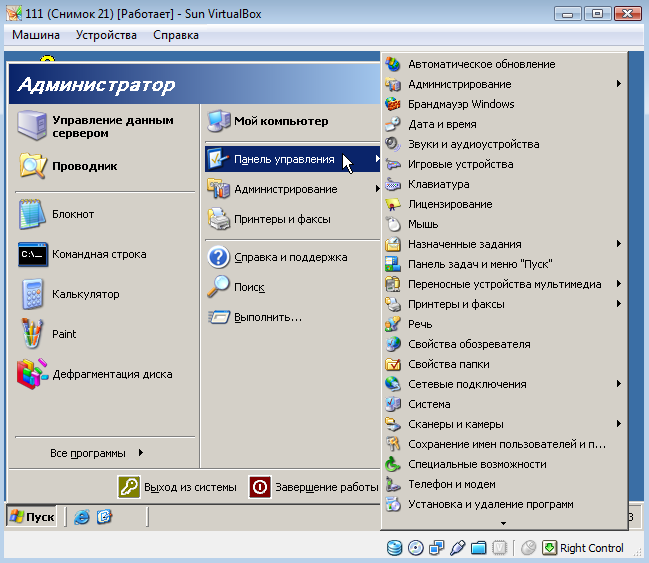 111 (Снимок 21) [Работает] - Sun VirtualBox
Машина Устройства Справка
Администратор
Управление данным
сервером
Проводник
Блокнот
C:\_
Командная строка
Калькулятор
Paint
Дефрагментация диска
Все программы
Мой компьютер
Панель управления
Администрирование
Принтеры и факсы
Справка и поддержка
Поиск
Выполнить...
Автоматическое обновление
Администрирование
Брандмауэр Windows
Дата и время
Звуки и аудиоустройства
Игровые устройства
Клавиатура
Лицензирование
Мышь
Назначенные задания
Панель задач и меню "Пуск"
Переносные устройства мультимедиа
Принтеры и факсы
Речь
Свойства обозревателя
Свойства папки
Сетевые подключения
Система
Сканеры и камеры
Сохранение имен пользователей и п...
Специальные возможности
Телефон и модем
Установка и удаление программ
Выход из системы Завершение работы
Пуск
3
Right Control